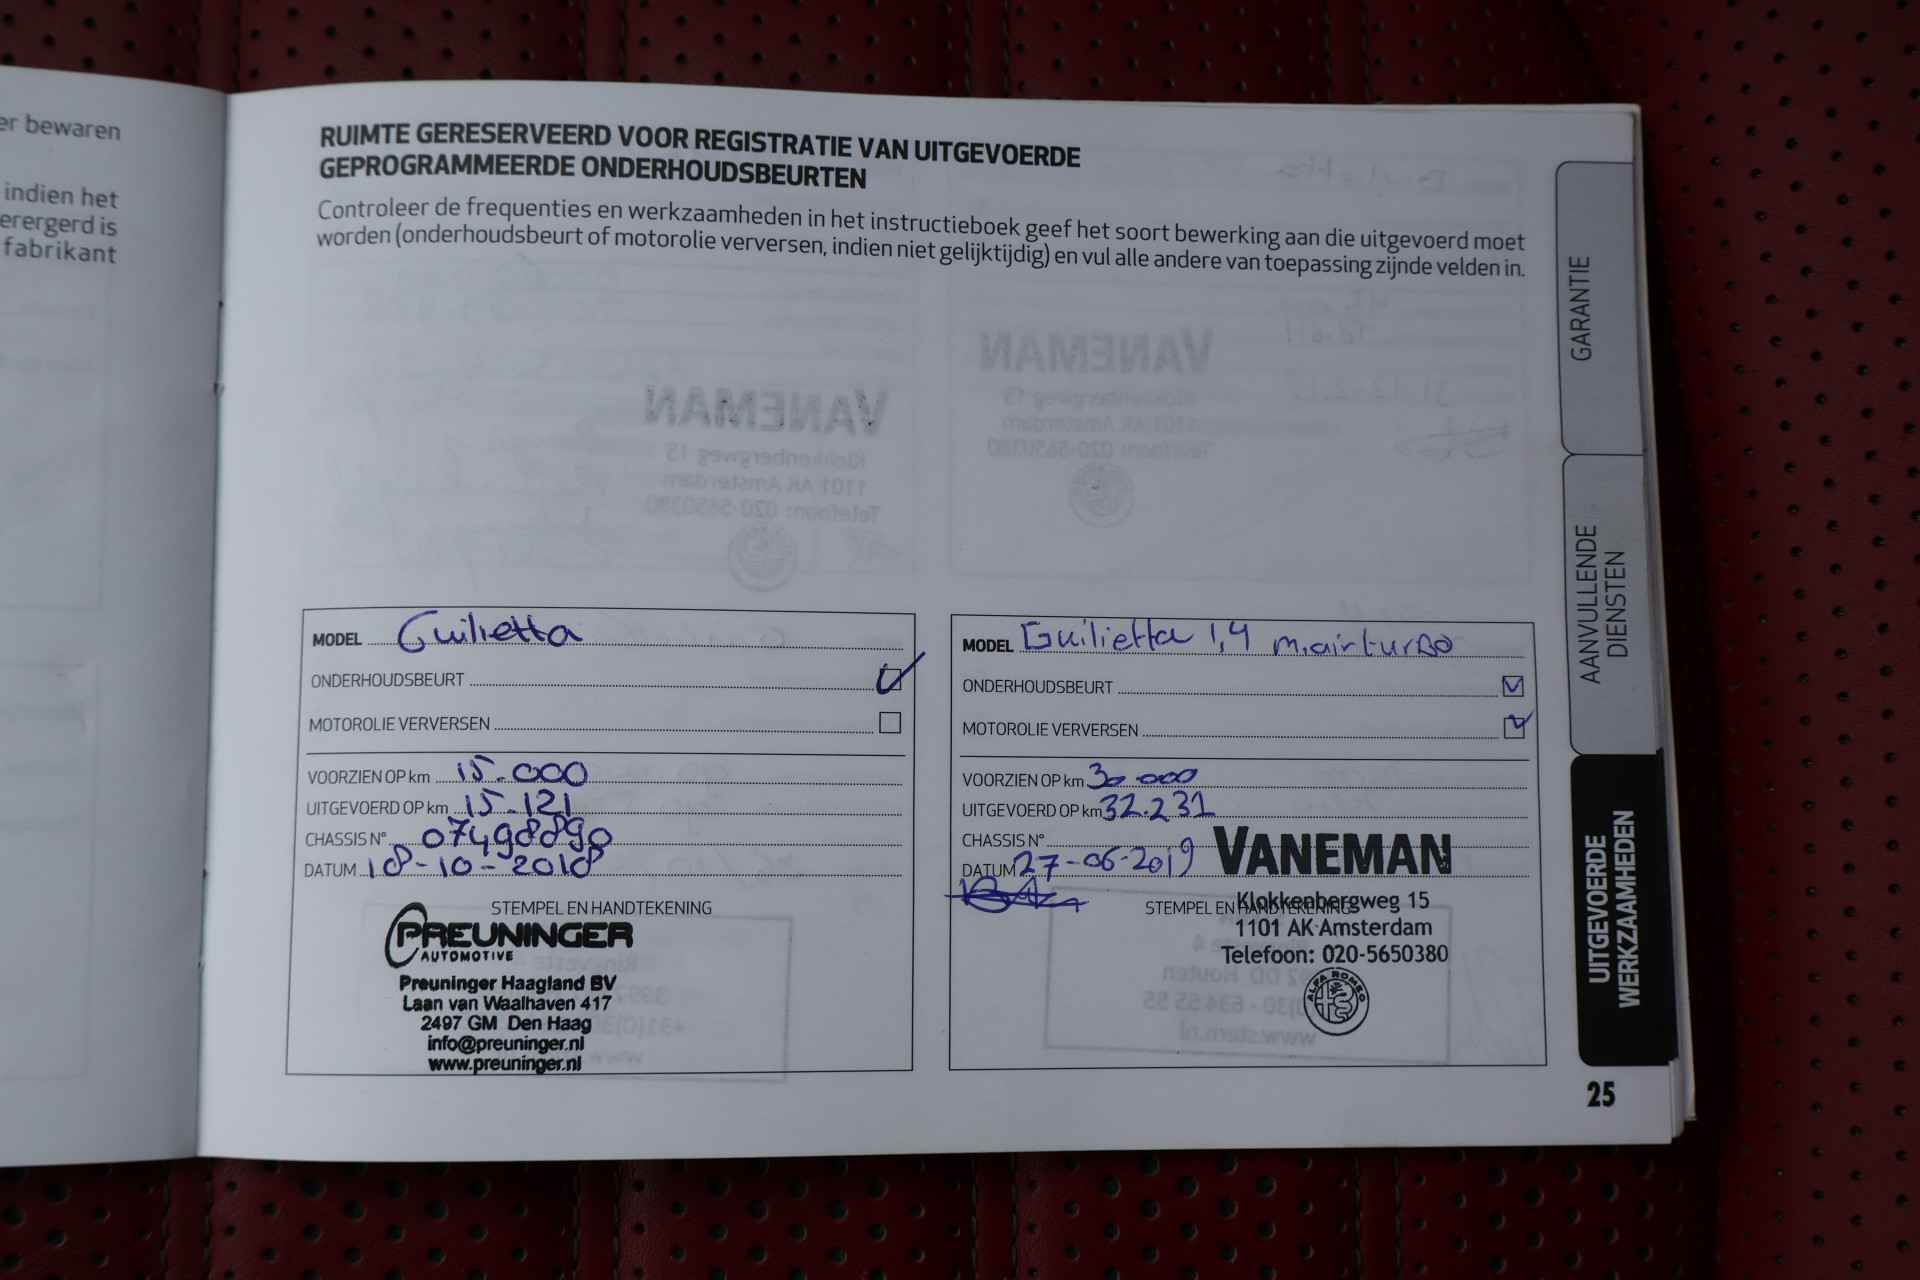 er bewaren
indien het
erergerd is
fabrikant
RUIMTE GERESERVEERD VOOR REGISTRATIE VAN UITGEVOERDE
GEPROGRAMMEERDE ONDERHOUDSBEURTEN
Controleer de frequenties en werkzaamheden in het instructieboek geef het soort bewerking aan die uitgevoerd moet
worden (onderhoudsbeurt of motorolie verversen, indien niet gelijktijdig) en vul alle andere van toepassing zijnde velden in.
MODEL Guilietta
ONDERHOUDSBEURT
MOTOROLIE VERVERSEN
VOORZIEN OP km 15.000
UITGEVOERD OP km 15-121
CHASSIS N° 07498890
DATUM 18-10-2018
STEMPEL EN HANDTEKENING
PREUNINGER
AUTOMOTIVE
Preuninger Haagland BV
Laan van Waalhaven 417
2497 GM Den Haag
info@preuninger.nl
www.preuninger.nl
MODEL Guilietta 1,4 m.airturbo
ONDERHOUDSBEURT
MOTOROLIE VERVERSEN
VOORZIEN OP km 30.000
UITGEVOERD OP km 32.231
CHASSIS N°
DATUM 27-06-2019
STEMPEL EN HANDTEKENING
VANEMAN
Klokkenbergweg 15
1101 AK Amsterdam
Telefoon: 020-5650380
ALFA ROMEO
GARANTIE
AANVULLENDE
DIENSTEN
UITGEVOERDE
WERKZAAMHEDEN
25